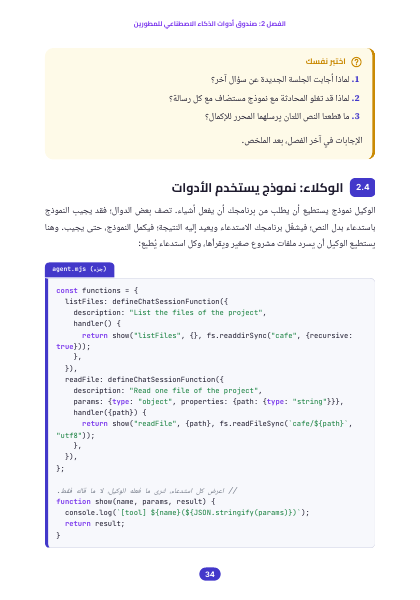 الفصل 2: صندوق أدوات الذكاء الاصطناعي للمطورين
اختبر نفسك
1. لماذا أجابت الجلسة الجديدة عن سؤال آخر؟
2. لماذا قد تغلو المحادثة مع نموذج مستضاف مع كل رسالة؟
3. ما قطعتا النص اللتان يرسلهما المحرر للإكمال؟
الإجابات في آخر الفصل، بعد الملخص.
2.4 الوكلاء: نموذج يستخدم الأدوات
الوكيل نموذج يستطيع أن يطلب من برنامجك أن يفعل أشياء. تصف بعض الدوال؛ فقد يجيب النموذج
باستدعاء بدل النص؛ فيشغّل برنامجك الاستدعاء ويعيد إليه النتيجة؛ فيكمل النموذج، حتى يجيب. وهنا
يستطيع الوكيل أن يسرد ملفات مشروع صغير ويقرأها، وكل استدعاء يُطبع:
agent.mjs (جزء)
const functions = {
  listFiles: defineChatSessionFunction({
    description: "List the files of the project",
    handler() {
      return show("listFiles", {}, fs.readdirSync("cafe", {recursive:
true}));
    },
  }),
  readFile: defineChatSessionFunction({
    description: "Read one file of the project",
    params: {type: "object", properties: {path: {type: "string"}}},
    handler({path}) {
      return show("readFile", {path}, fs.readFileSync(`cafe/${path}`,
"utf8"));
    },
  }),
};
// اعرض كل استدعاء، لنرى ما فعله الوكيل، لا ما قاله فقط.
function show(name, params, result) {
  console.log(`[tool] ${name}(${JSON.stringify(params)})`);
  return result;
}
34